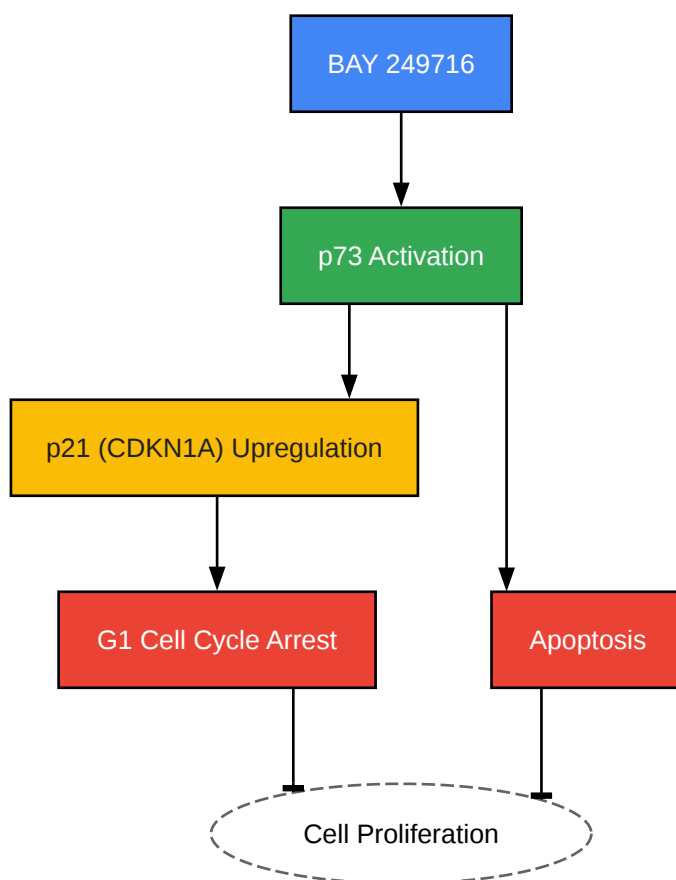 BAY 249716
p73 Activation
p21 (CDKN1A) Upregulation
G1 Cell Cycle Arrest
Apoptosis
Cell Proliferation